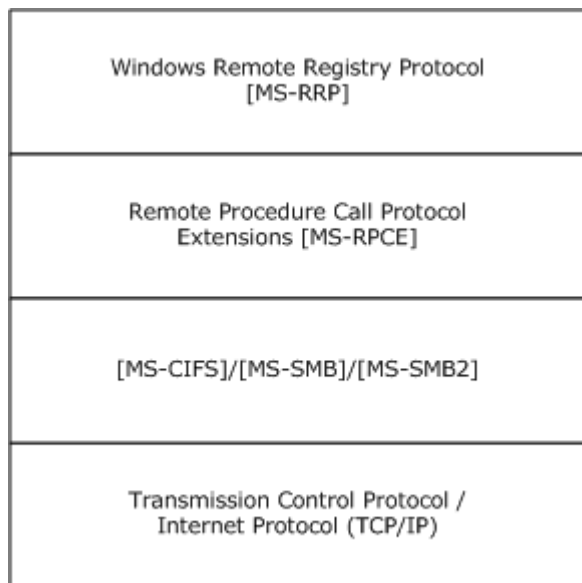 Windows Remote Registry Protocol
[MS-RRP]
Remote Procedure Call Protocol
Extensions [MS-RPCE]
[MS-CIFS]/[MS-SMB]/[MS-SMB2]
Transmission Control Protocol /
Internet Protocol (TCP/IP)